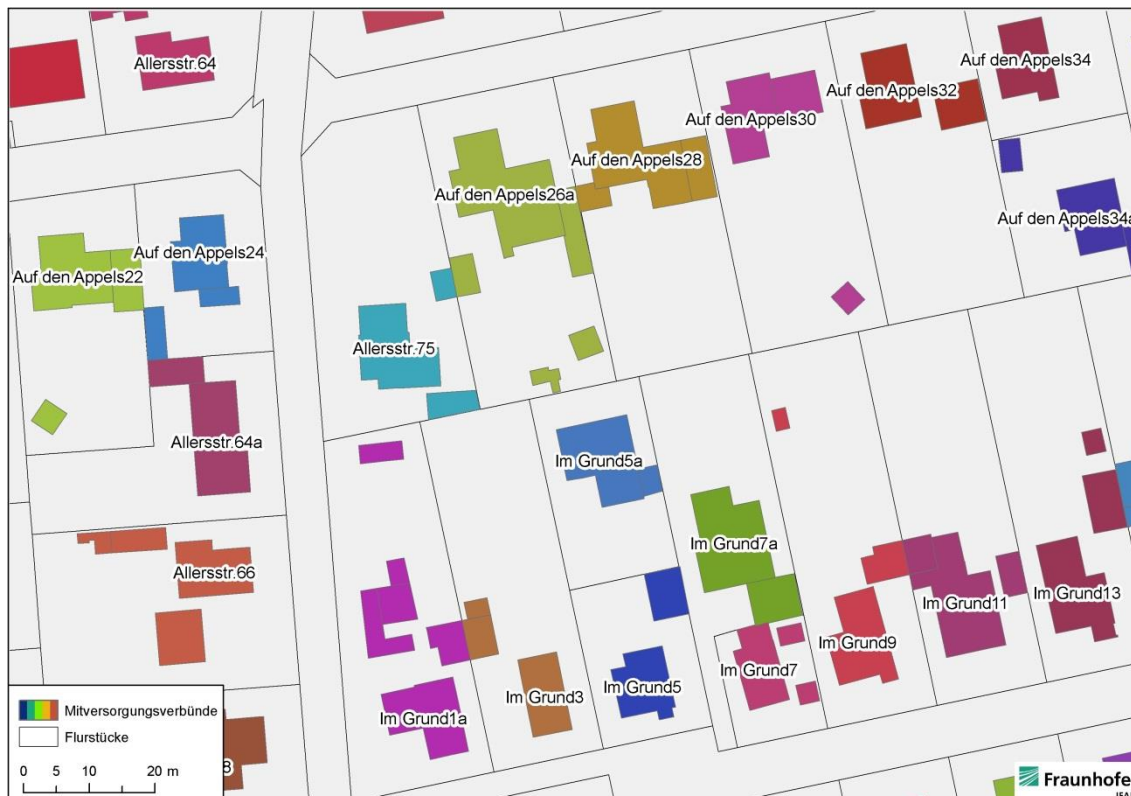 Allersstr.64
Auf den Appels34
Auf den Appels32
Auf den Appels30
Auf den Appels28
Auf den Appels26a
Auf den Appels34a
Auf den Appels24
Auf den Appels22
Allersstr.75
Allersstr.64a
Im Grund5a
Im Grund7a
Allersstr.66
Im Grund13
Im Grund11
Im Grund9
Im Grund7
Im Grund5
Im Grund3
Im Grund1a
8
Mitversorgungsverbünde
Flurstücke
0 5 10 20 m
Fraunhofer